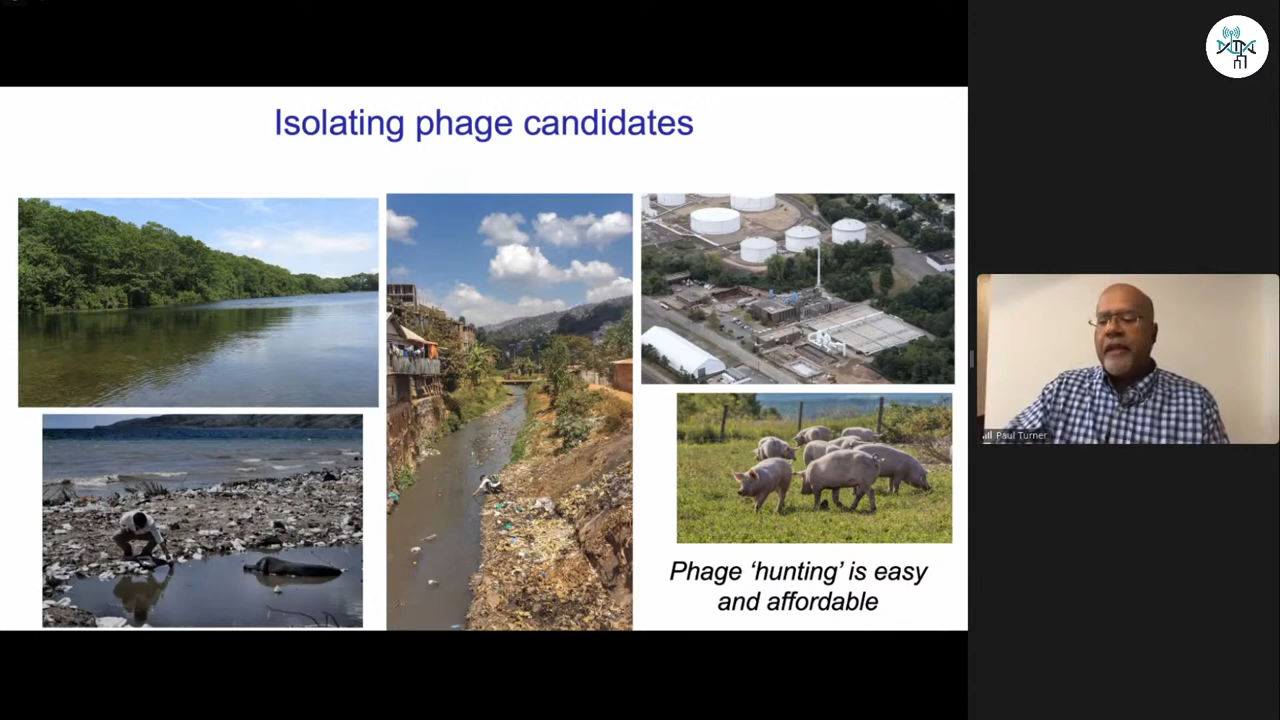 Isolating phage candidates
Phage ‘hunting’ is easy
and affordable
Paul Turner